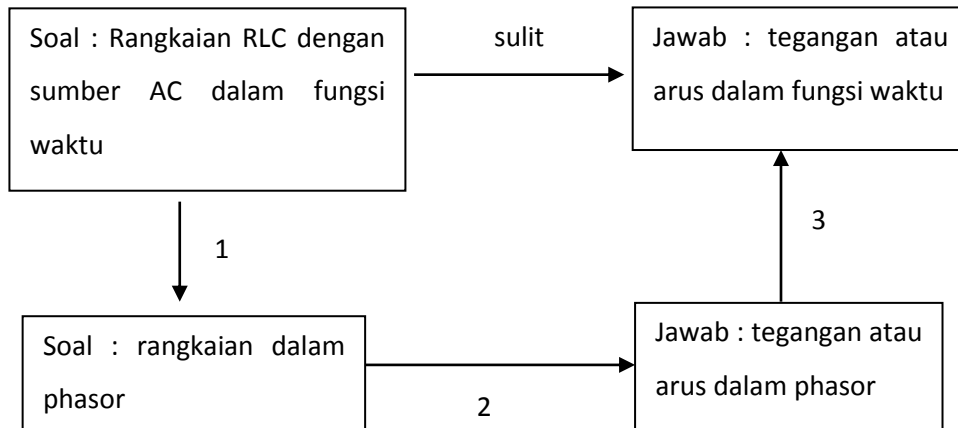 Soal : Rangkaian RLC dengan
sumber AC dalam fungsi
waktu
sulit
Jawab : tegangan atau
arus dalam fungsi waktu
1
3
Soal : rangkaian dalam
phasor
2
Jawab : tegangan atau
arus dalam phasor